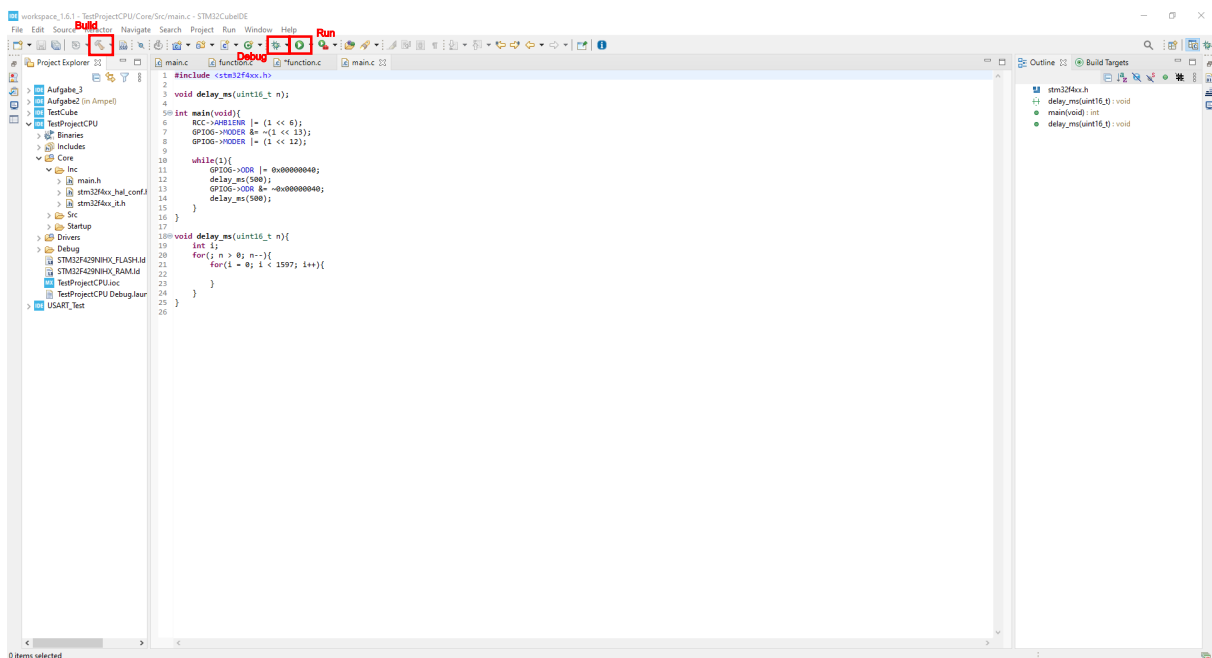 workspace_1.6.1 - TestProjectCPU/Core/Src/main.c - STM32CubeIDE
File Edit Source Refactor Navigate Search Project Run Window Help
Build
Debug
Run
Project Explorer
Aufgabe_3
Aufgabe2 (in Ampel)
TestCube
TestProjectCPU
Binaries
Includes
Core
Inc
main.h
stm32f4xx_hal_conf.h
stm32f4xx_it.h
Src
Startup
Drivers
Debug
STM32F429NIHX_FLASH.ld
STM32F429NIHX_RAM.ld
TestProjectCPU.ioc
TestProjectCPU Debug.laun
USART_Test
main.c function.c *function.c main.c
1 #include <stm32f4xx.h>
2
3 void delay_ms(uint16_t n);
4
5 int main(void){
6 RCC->AHB1ENR |= (1 << 6);
7 GPIOG->MODER &= ~(1 << 13);
8 GPIOG->MODER |= (1 << 12);
9
10 while(1){
11 GPIOG->ODR |= 0x00000040;
12 delay_ms(500);
13 GPIOG->ODR &= ~0x00000040;
14 delay_ms(500);
15 }
16 }
17
18 void delay_ms(uint16_t n){
19 int i;
20 for(; n > 0; n--){
21 for(i = 0; i < 1597; i++){
22
23 }
24 }
25 }
26
Outline Build Targets
stm32f4xx.h
delay_ms(uint16_t) : void
main(void) : int
delay_ms(uint16_t) : void
0 items selected